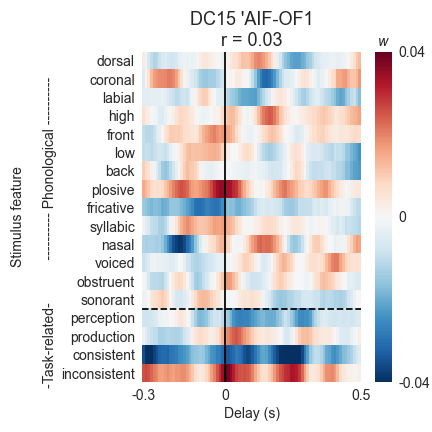 DC15 'AIF-OF1
r = 0.03
w
0.04
0
-0.04
Stimulus feature
---------- Phonological ----------
-Task-related-
dorsal
coronal
labial
high
front
low
back
plosive
fricative
syllabic
nasal
voiced
obstruent
sonorant
perception
production
consistent
inconsistent
-0.3
0
0.5
Delay (s)